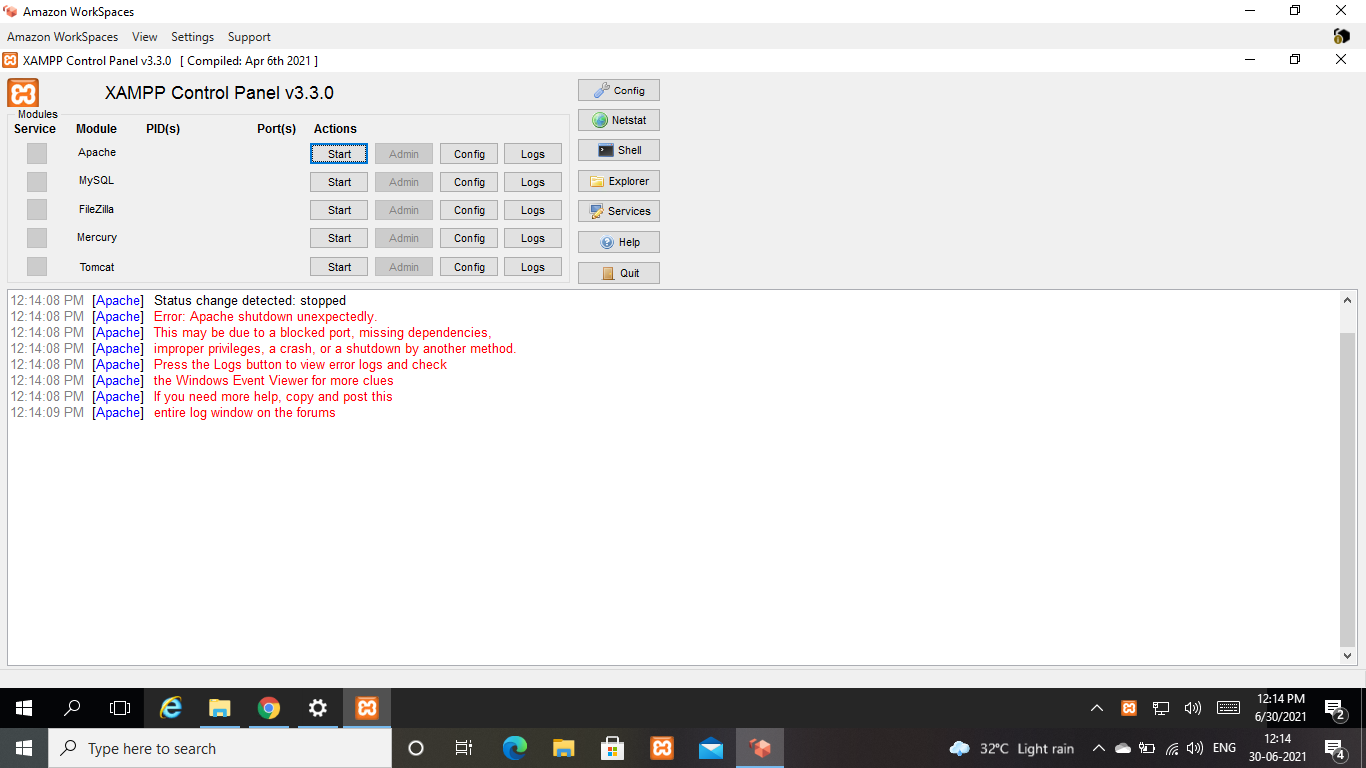 Amazon WorkSpaces
Amazon WorkSpaces View Settings Support
XAMPP Control Panel v3.3.0 [ Compiled: Apr 6th 2021 ]
XAMPP Control Panel v3.3.0
Modules
Service Module PID(s) Port(s) Actions
Apache Start Admin Config Logs
MySQL Start Admin Config Logs
FileZilla Start Admin Config Logs
Mercury Start Admin Config Logs
Tomcat Start Admin Config Logs
Config
Netstat
Shell
Explorer
Services
Help
Quit
12:14:08 PM [Apache] Status change detected: stopped
12:14:08 PM [Apache] Error: Apache shutdown unexpectedly.
12:14:08 PM [Apache] This may be due to a blocked port, missing dependencies,
12:14:08 PM [Apache] improper privileges, a crash, or a shutdown by another method.
12:14:08 PM [Apache] Press the Logs button to view error logs and check
12:14:08 PM [Apache] the Windows Event Viewer for more clues
12:14:08 PM [Apache] If you need more help, copy and post this
12:14:09 PM [Apache] entire log window on the forums
12:14 PM
6/30/2021
2
Type here to search
32°C Light rain
ENG
12:14
30-06-2021
4